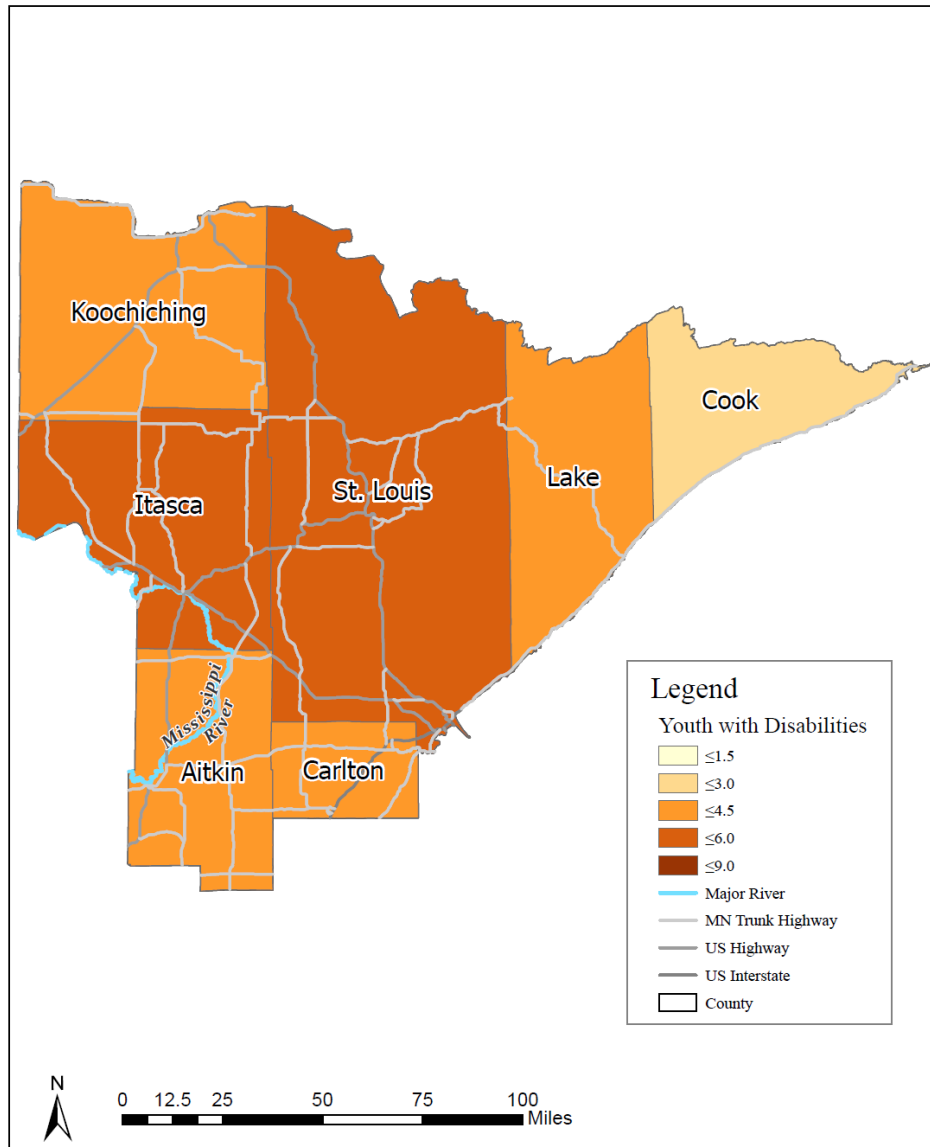 Koochiching
Cook
Itasca
St. Louis
Lake
Mississippi
River
Aitkin
Carlton
Legend
Youth with Disabilities
≤1.5
≤3.0
≤4.5
≤6.0
≤9.0
Major River
MN Trunk Highway
US Highway
US Interstate
County
N
0 12.5 25 50 75 100
Miles